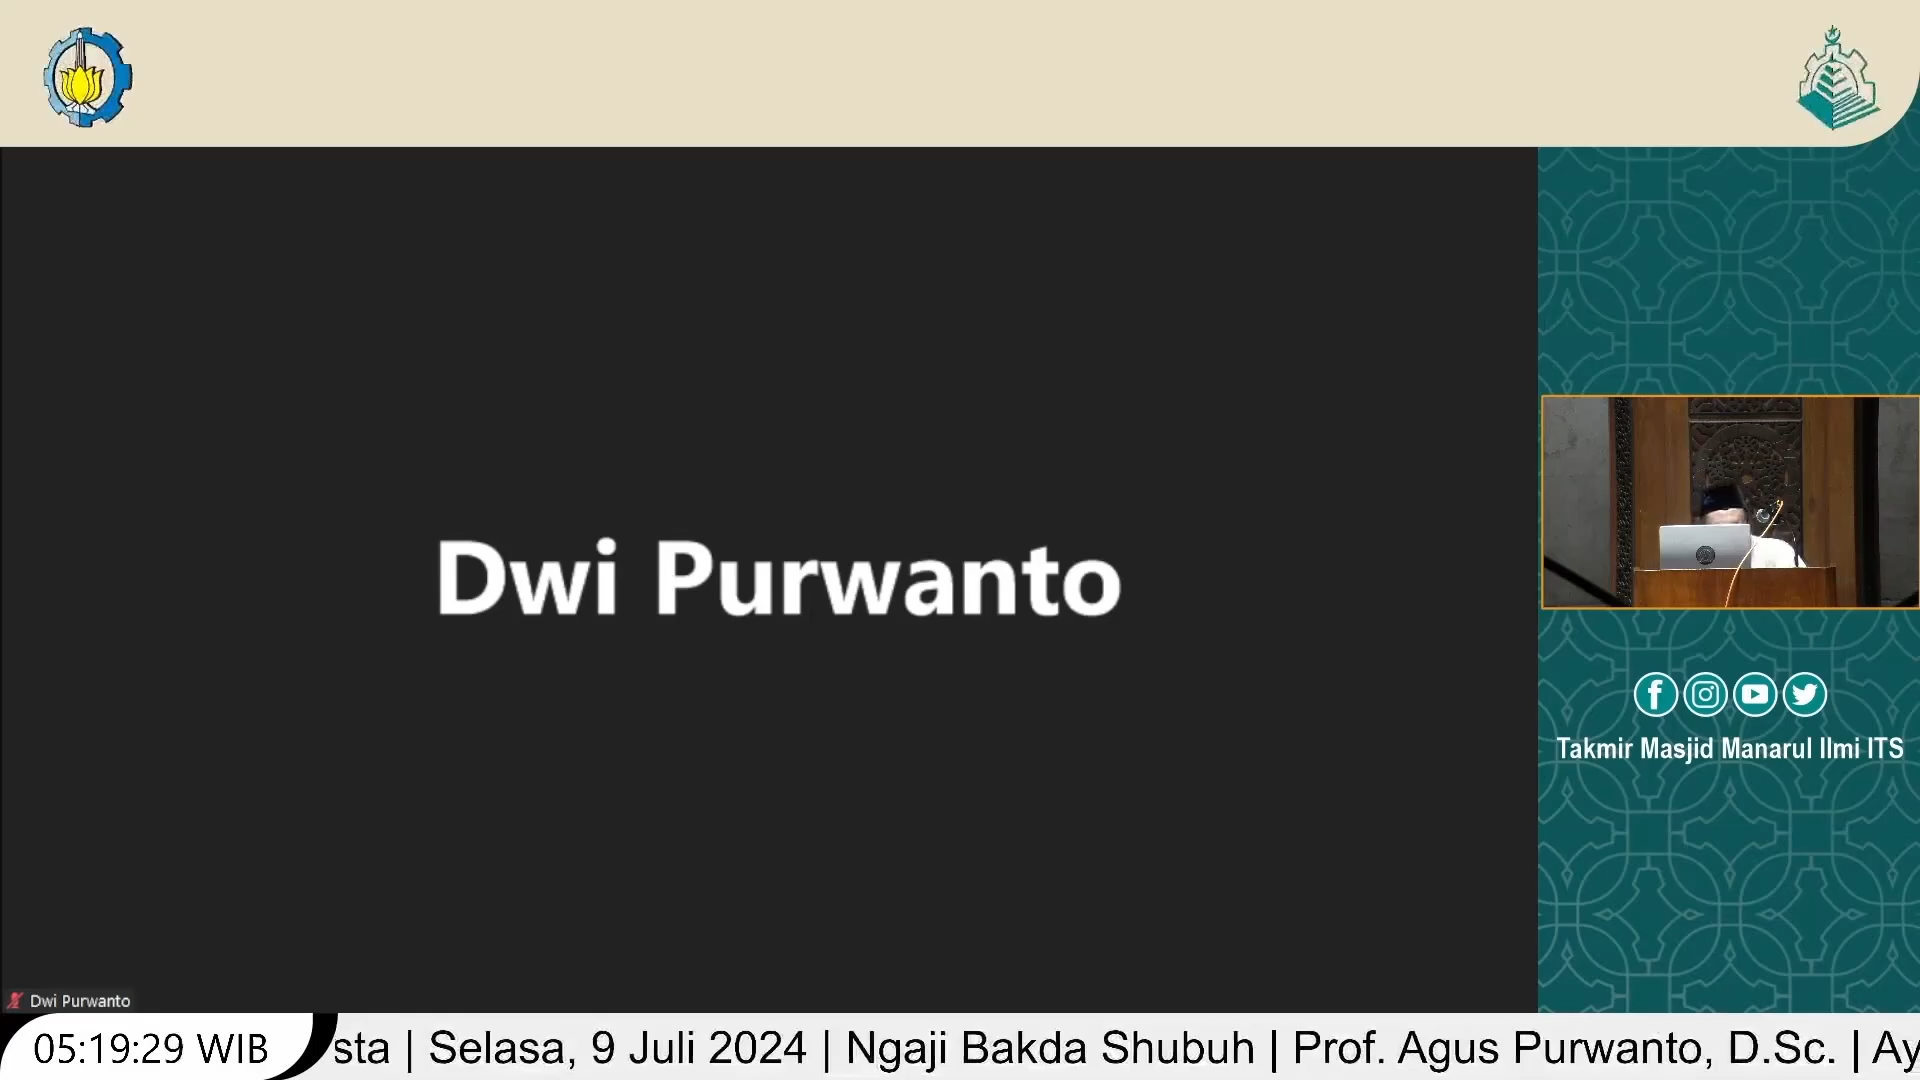 Dwi Purwanto
Takmir Masjid Manarul Ilmi ITS
Dwi Purwanto
05:19:29 WIB
sta | Selasa, 9 Juli 2024 | Ngaji Bakda Shubuh | Prof. Agus Purwanto, D.Sc. | Ay